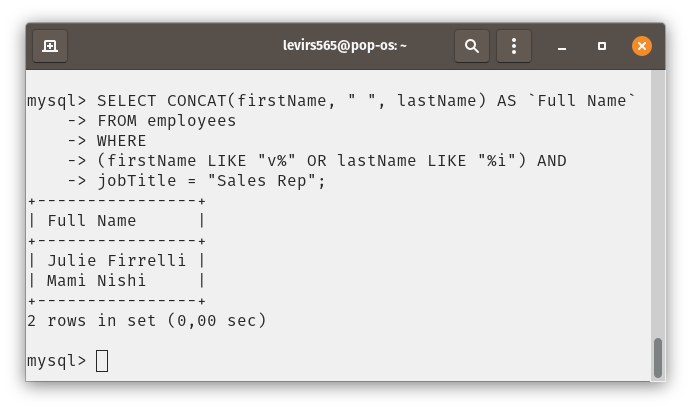 levirs565@pop-os: ~
mysql> SELECT CONCAT(firstName, " ", lastName) AS `Full Name`
    -> FROM employees
    -> WHERE
    -> (firstName LIKE "v%" OR lastName LIKE "%i") AND
    -> jobTitle = "Sales Rep";
+----------------+
| Full Name      |
+----------------+
| Julie Firrelli |
| Mami Nishi     |
+----------------+
2 rows in set (0,00 sec)
mysql>